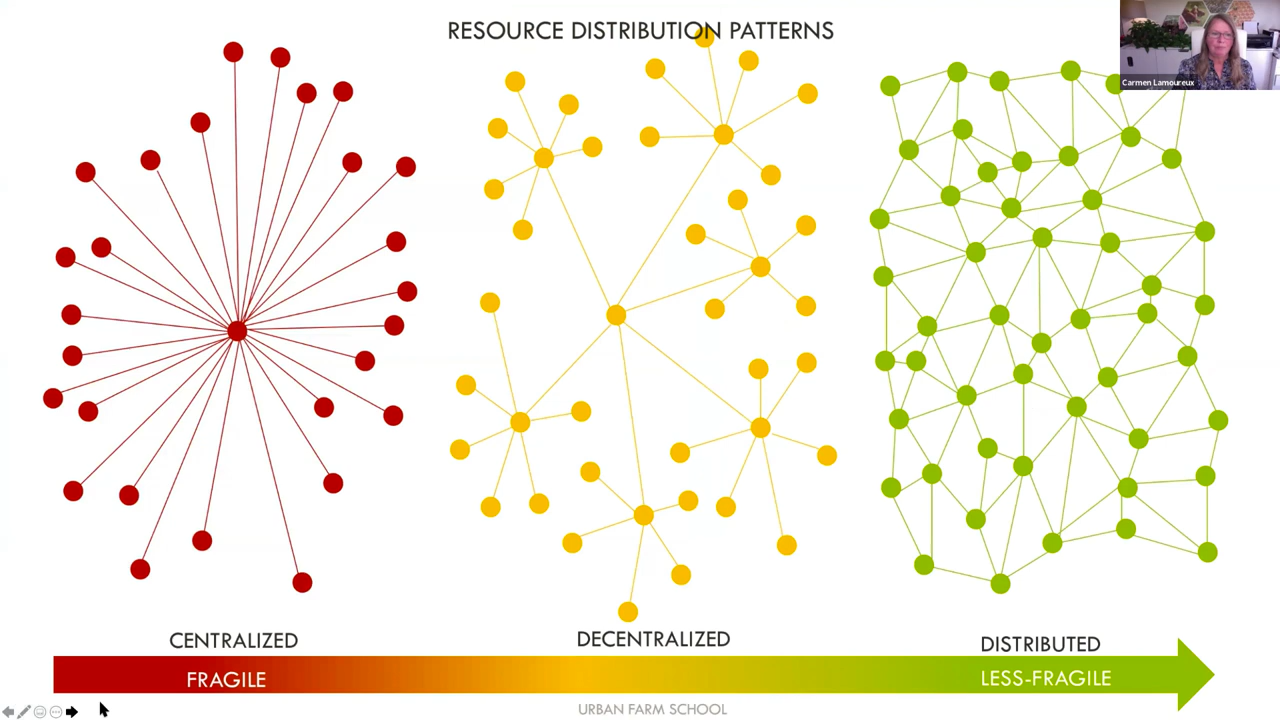 RESOURCE DISTRIBUTION PATTERNS
Carmen Lamoureux
CENTRALIZED
DECENTRALIZED
DISTRIBUTED
FRAGILE
LESS-FRAGILE
URBAN FARM SCHOOL